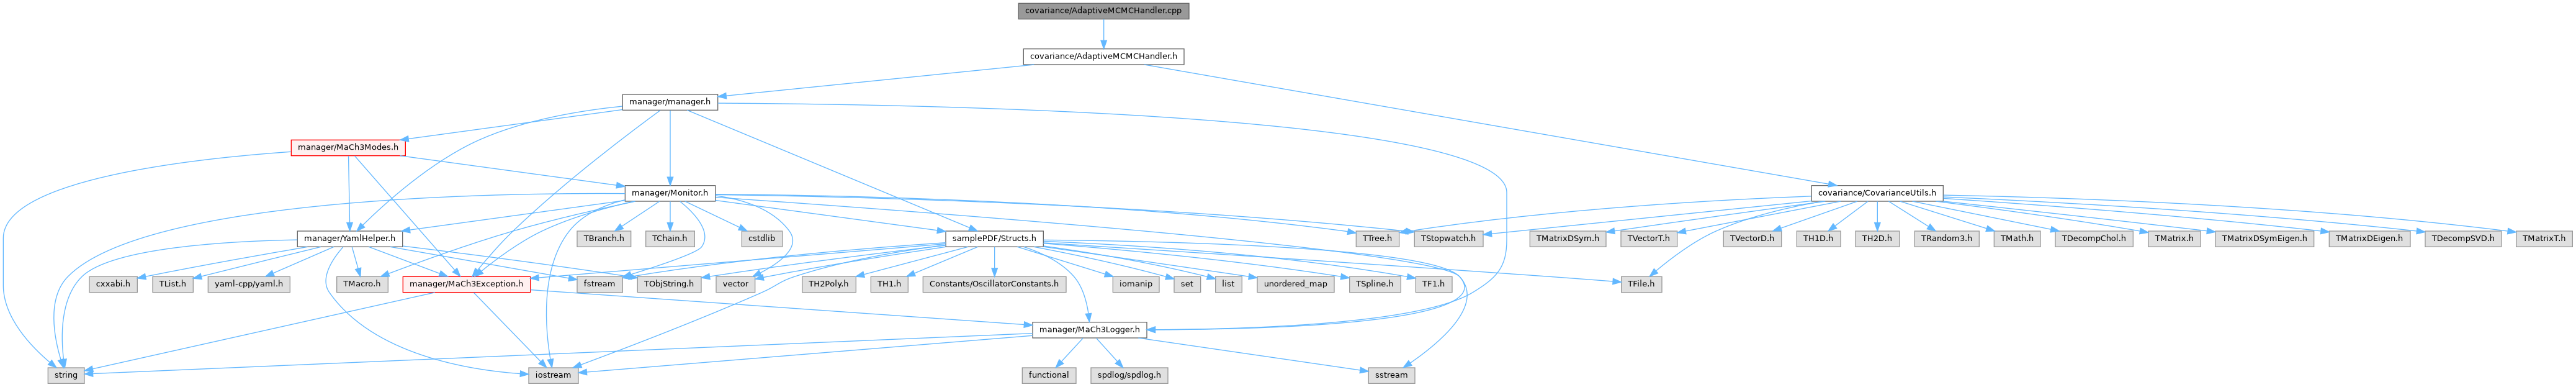 covariance/AdaptiveMCMCHandler.cpp
covariance/AdaptiveMCMCHandler.h
manager/manager.h
manager/MaCh3Modes.h
manager/Monitor.h
covariance/CovarianceUtils.h
manager/YamlHelper.h
TBranch.h
TChain.h
cstdlib
samplePDF/Structs.h
TTree.h
TStopwatch.h
TMatrixDSym.h
TVectorT.h
TVectorD.h
TH1D.h
TH2D.h
TRandom3.h
TMath.h
TDecompChol.h
TMatrix.h
TMatrixDSymEigen.h
TMatrixDEigen.h
TDecompSVD.h
TMatrixT.h
cxxabi.h
TList.h
yaml-cpp/yaml.h
TMacro.h
manager/MaCh3Exception.h
fstream
TObjString.h
vector
TH2Poly.h
TH1.h
Constants/OscillatorConstants.h
iomanip
set
list
unordered_map
TSpline.h
TF1.h
TFile.h
manager/MaCh3Logger.h
string
iostream
functional
spdlog/spdlog.h
sstream